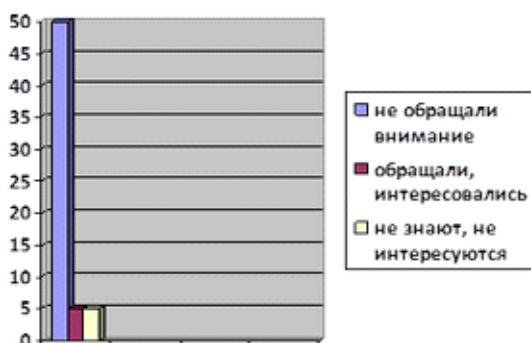 50
45
40
35
30
25
20
15
10
5
0
не обращали
внимание
обращали,
интересовались
не знают, не
интересуются